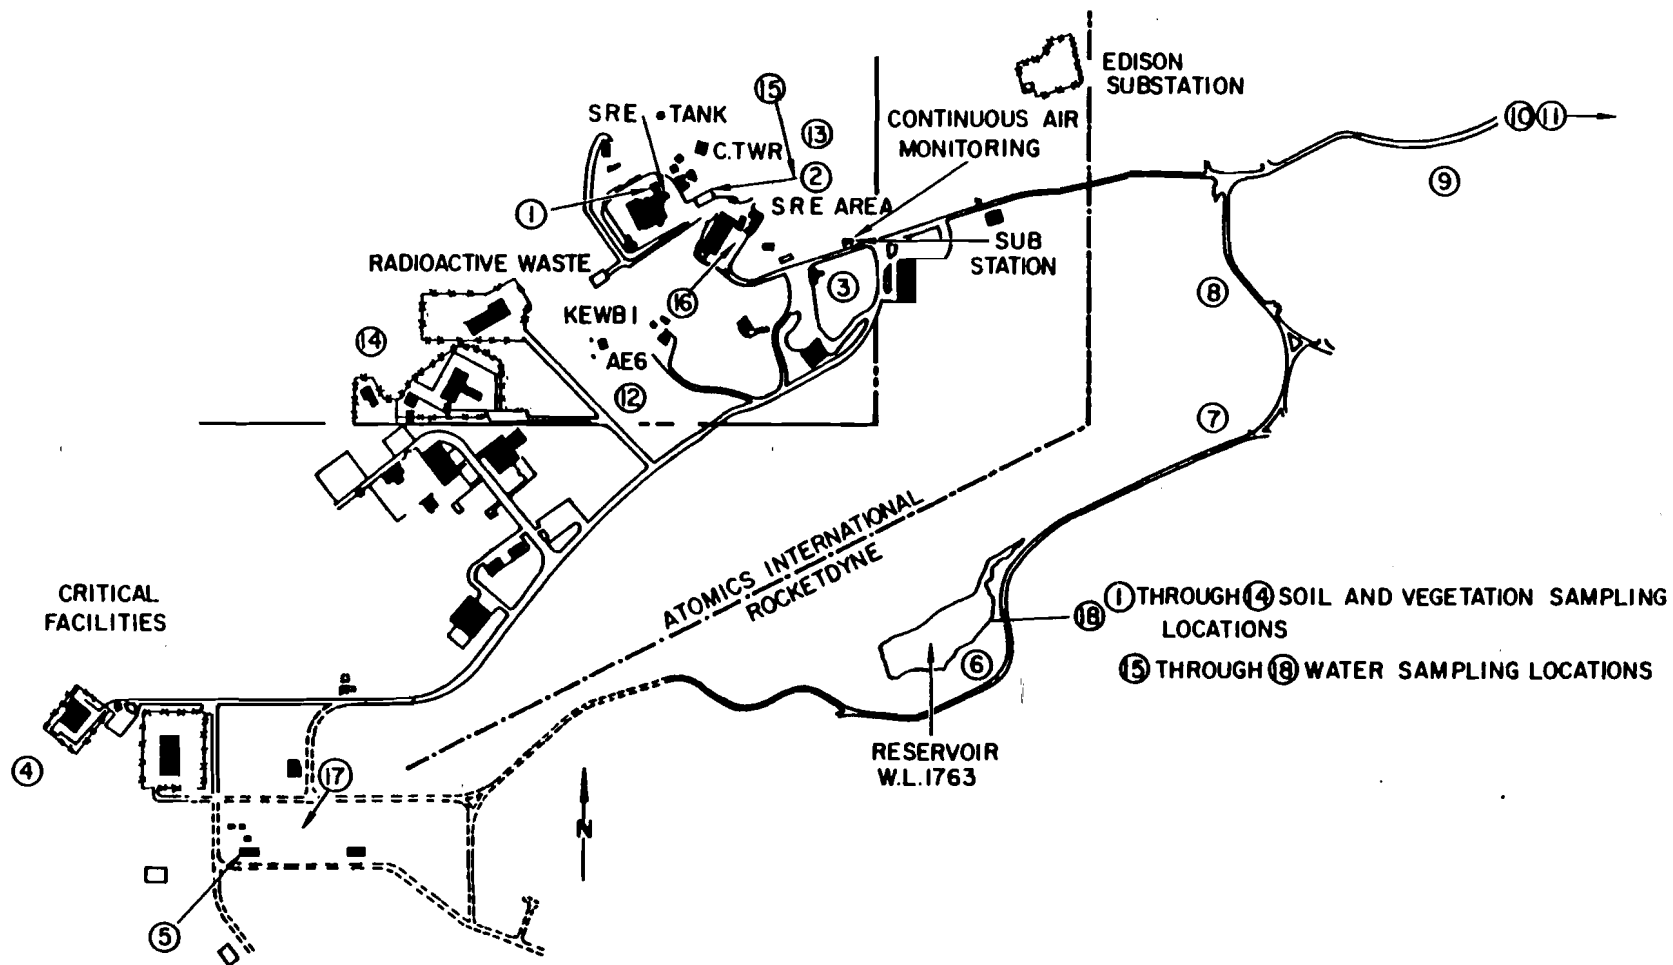 EDISON
SUBSTATION
15
SRE
TANK
CONTINUOUS AIR
MONITORING
10 11
13
C.TWR
2
9
1
SRE AREA
SUB
STATION
RADIOACTIVE WASTE
3
8
16
KEWB 1
14
AE6
12
7
ATOMICS INTERNATIONAL
ROCKETDYNE
CRITICAL
FACILITIES
1 THROUGH 14 SOIL AND VEGETATION SAMPLING
LOCATIONS
18
6
15 THROUGH 18 WATER SAMPLING LOCATIONS
RESERVOIR
W.L.1763
4
17
N
5